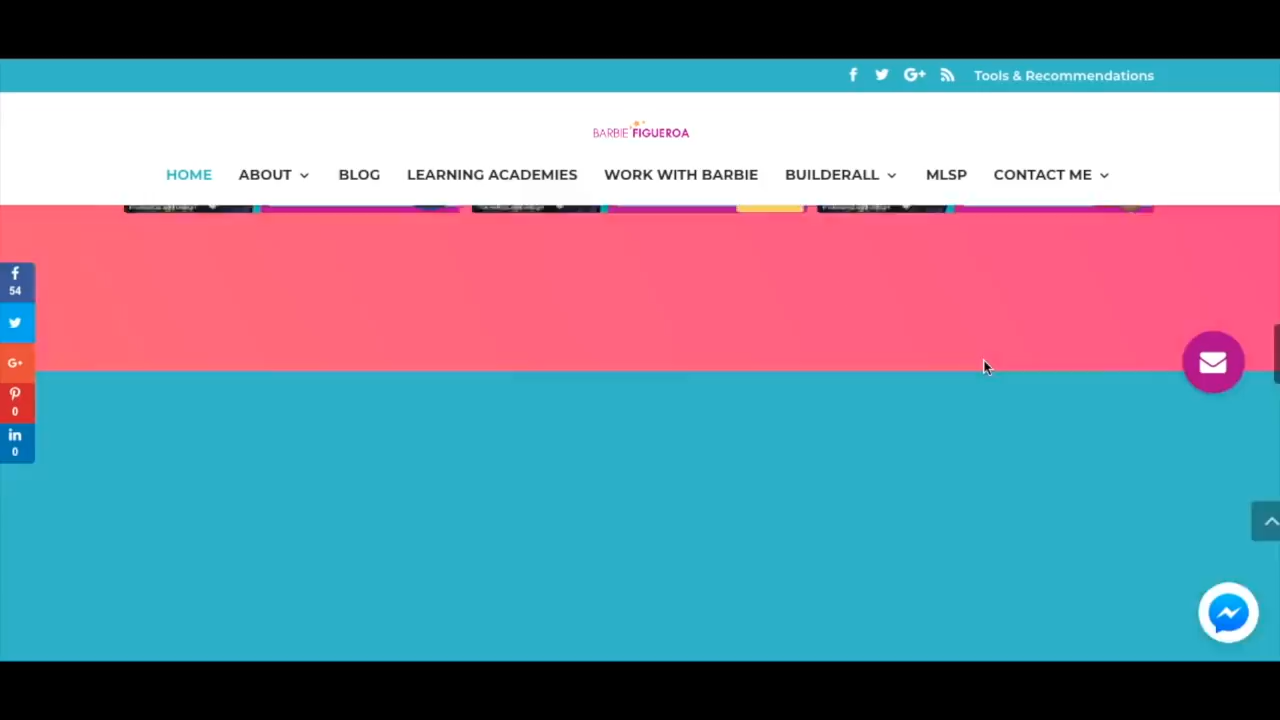 Tools & Recommendations
BARBIE FIGUEROA
HOME ABOUT BLOG LEARNING ACADEMIES WORK WITH BARBIE BUILDERALL MLSP CONTACT ME
54
0
0